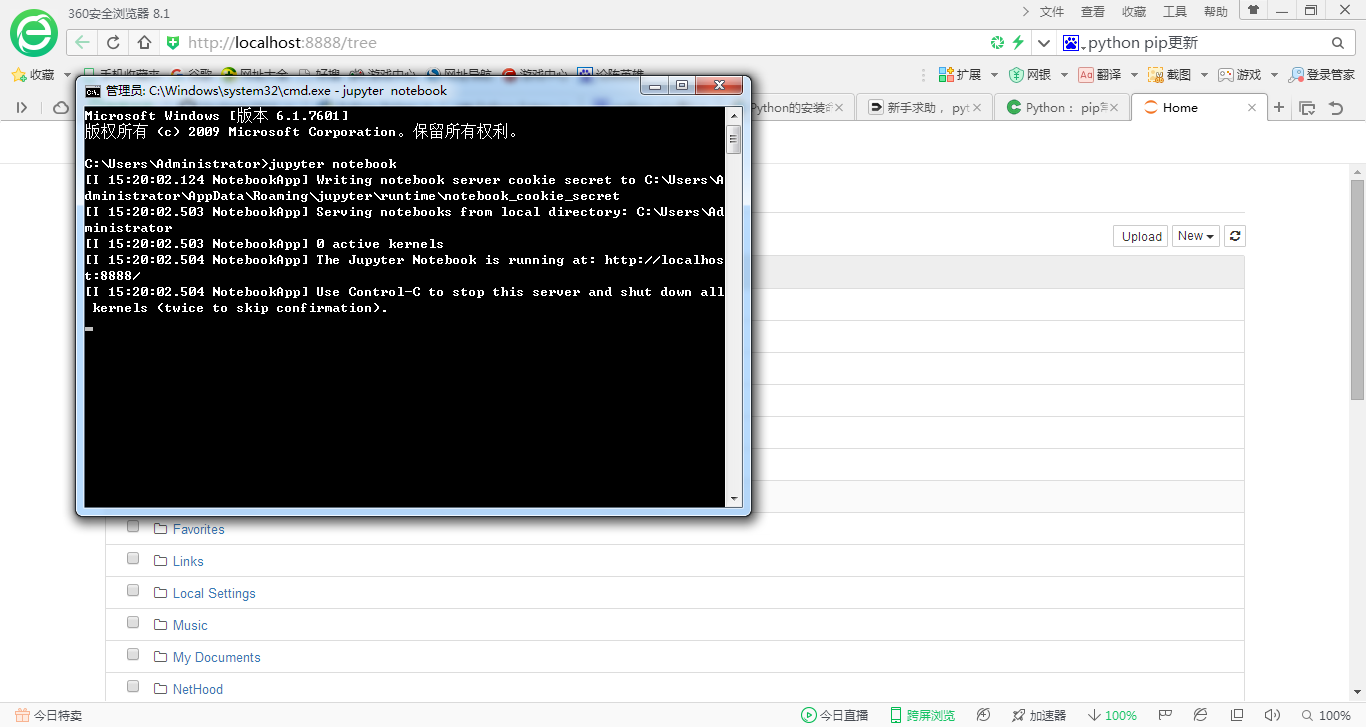 360安全浏览器 8.1
文件 查看 收藏 工具 帮助
http://localhost:8888/tree
python pip更新
收藏
扩展 网银 翻译 截图 游戏 登录管家
Python的安装
新手求助， py
Python： pip
Home
管理员: C:\Windows\system32\cmd.exe - jupyter notebook
Microsoft Windows [版本 6.1.7601]
版权所有 (c) 2009 Microsoft Corporation。保留所有权利。
C:\Users\Administrator>jupyter notebook
[I 15:20:02.124 NotebookApp] Writing notebook server cookie secret to C:\Users\A
dministrator\AppData\Roaming\jupyter\runtime\notebook_cookie_secret
[I 15:20:02.503 NotebookApp] Serving notebooks from local directory: C:\Users\Ad
ministrator
[I 15:20:02.503 NotebookApp] 0 active kernels
[I 15:20:02.504 NotebookApp] The Jupyter Notebook is running at: http://localhos
t:8888/
[I 15:20:02.504 NotebookApp] Use Control-C to stop this server and shut down all
kernels (twice to skip confirmation).
Upload New
Favorites
Links
Local Settings
Music
My Documents
NetHood
今日特卖
今日直播 跨屏浏览 加速器 100% 100%